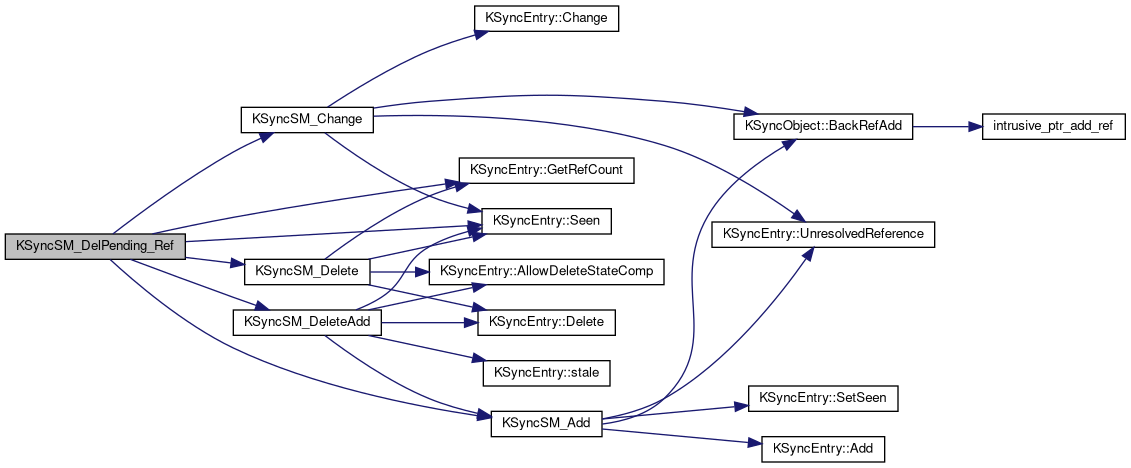 KSyncEntry::Change
KSyncSM_Change
KSyncObject::BackRefAdd
intrusive_ptr_add_ref
KSyncEntry::GetRefCount
KSyncEntry::Seen
KSyncEntry::UnresolvedReference
KSyncSM_DelPending_Ref
KSyncSM_Delete
KSyncEntry::AllowDeleteStateComp
KSyncSM_DeleteAdd
KSyncEntry::Delete
KSyncEntry::stale
KSyncEntry::SetSeen
KSyncSM_Add
KSyncEntry::Add